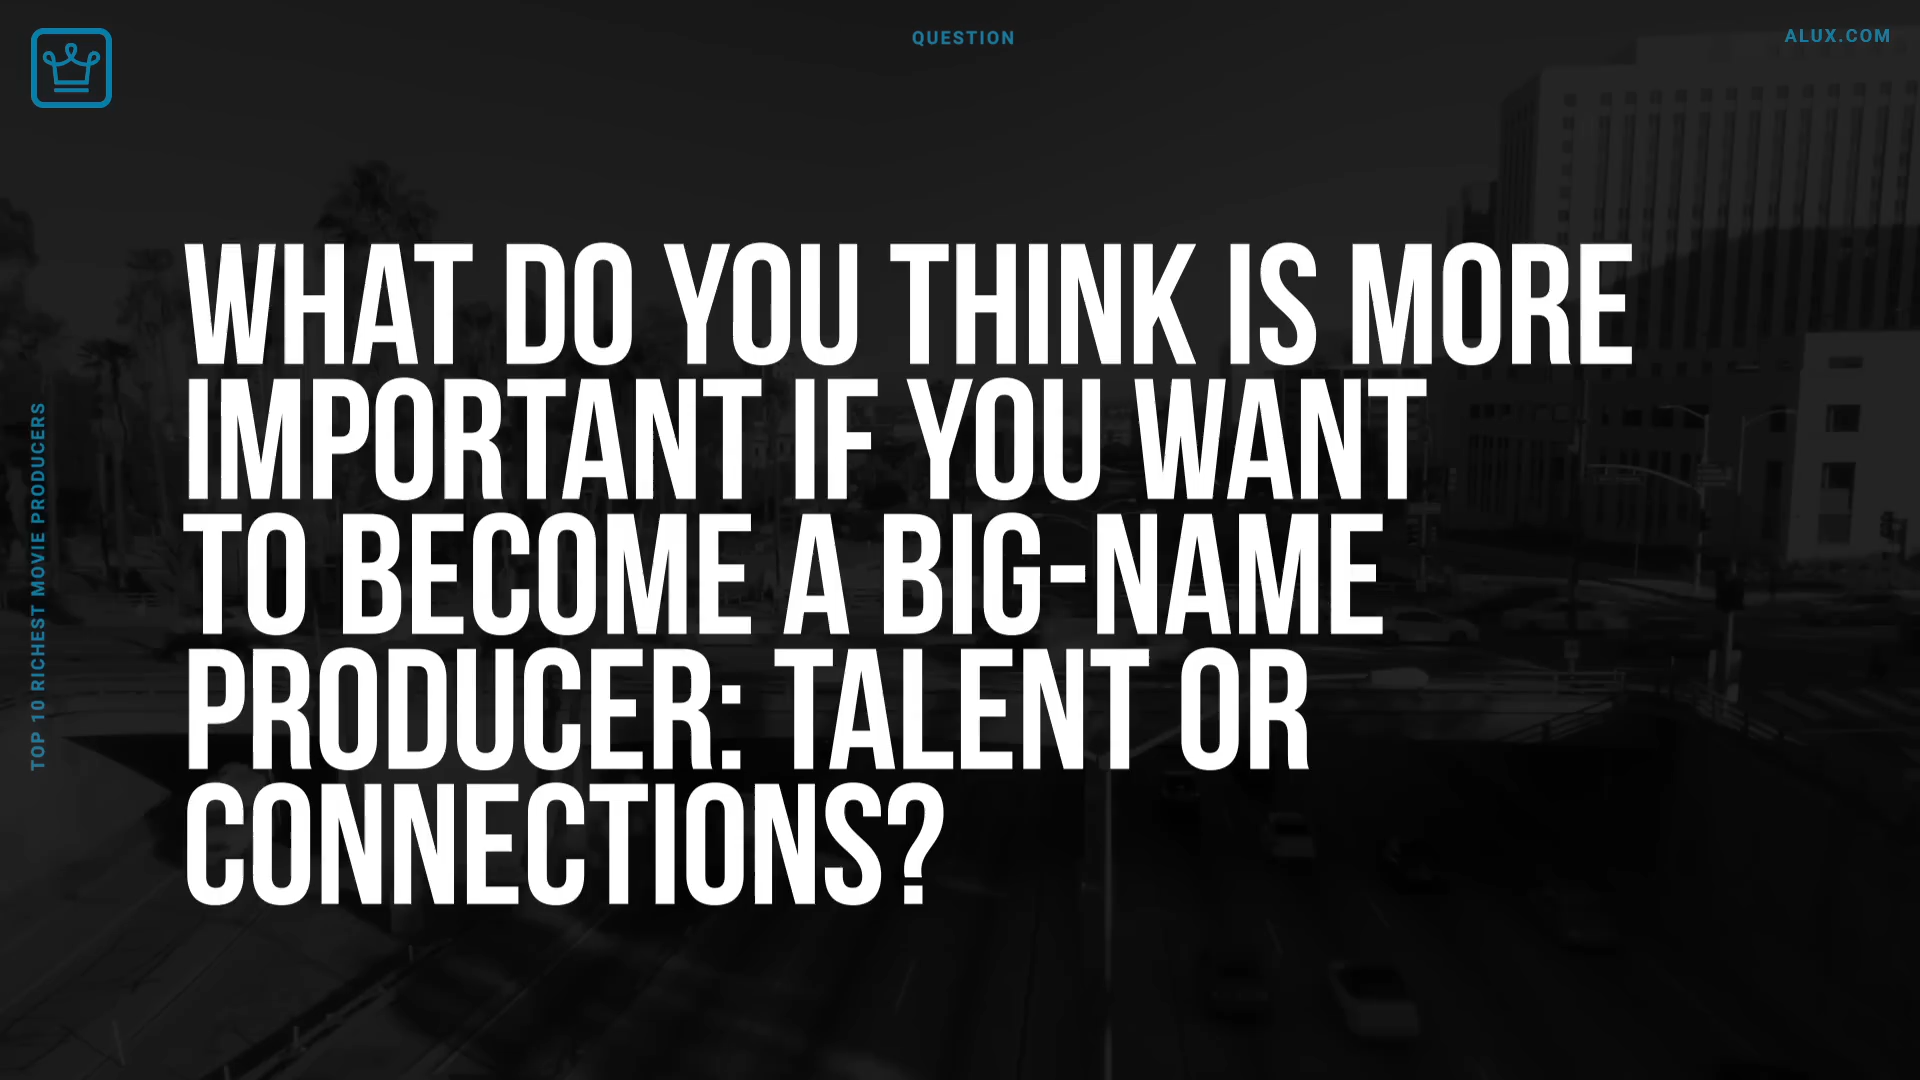 QUESTION
ALUX.COM
WHAT DO YOU THINK IS MORE
IMPORTANT IF YOU WANT
TO BECOME A BIG-NAME
PRODUCER: TALENT OR
CONNECTIONS?
TOP 10 RICHEST MOVIE PRODUCERS